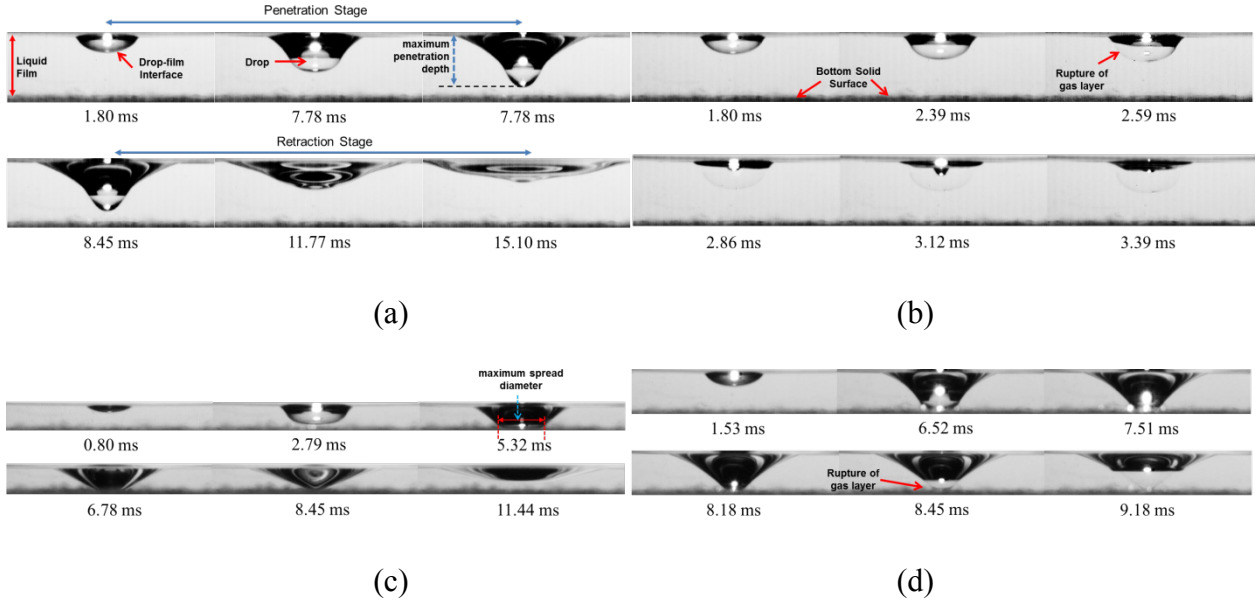 Penetration Stage
Liquid
Film
Drop-film
Interface
Drop
maximum
penetration
depth
1.80 ms
7.78 ms
7.78 ms
Retraction Stage
8.45 ms
11.77 ms
15.10 ms
(a)
Bottom Solid
Surface
Rupture of
gas layer
1.80 ms
2.39 ms
2.59 ms
2.86 ms
3.12 ms
3.39 ms
(b)
maximum spread
diameter
0.80 ms
2.79 ms
5.32 ms
6.78 ms
8.45 ms
11.44 ms
(c)
1.53 ms
6.52 ms
7.51 ms
Rupture of
gas layer
8.18 ms
8.45 ms
9.18 ms
(d)